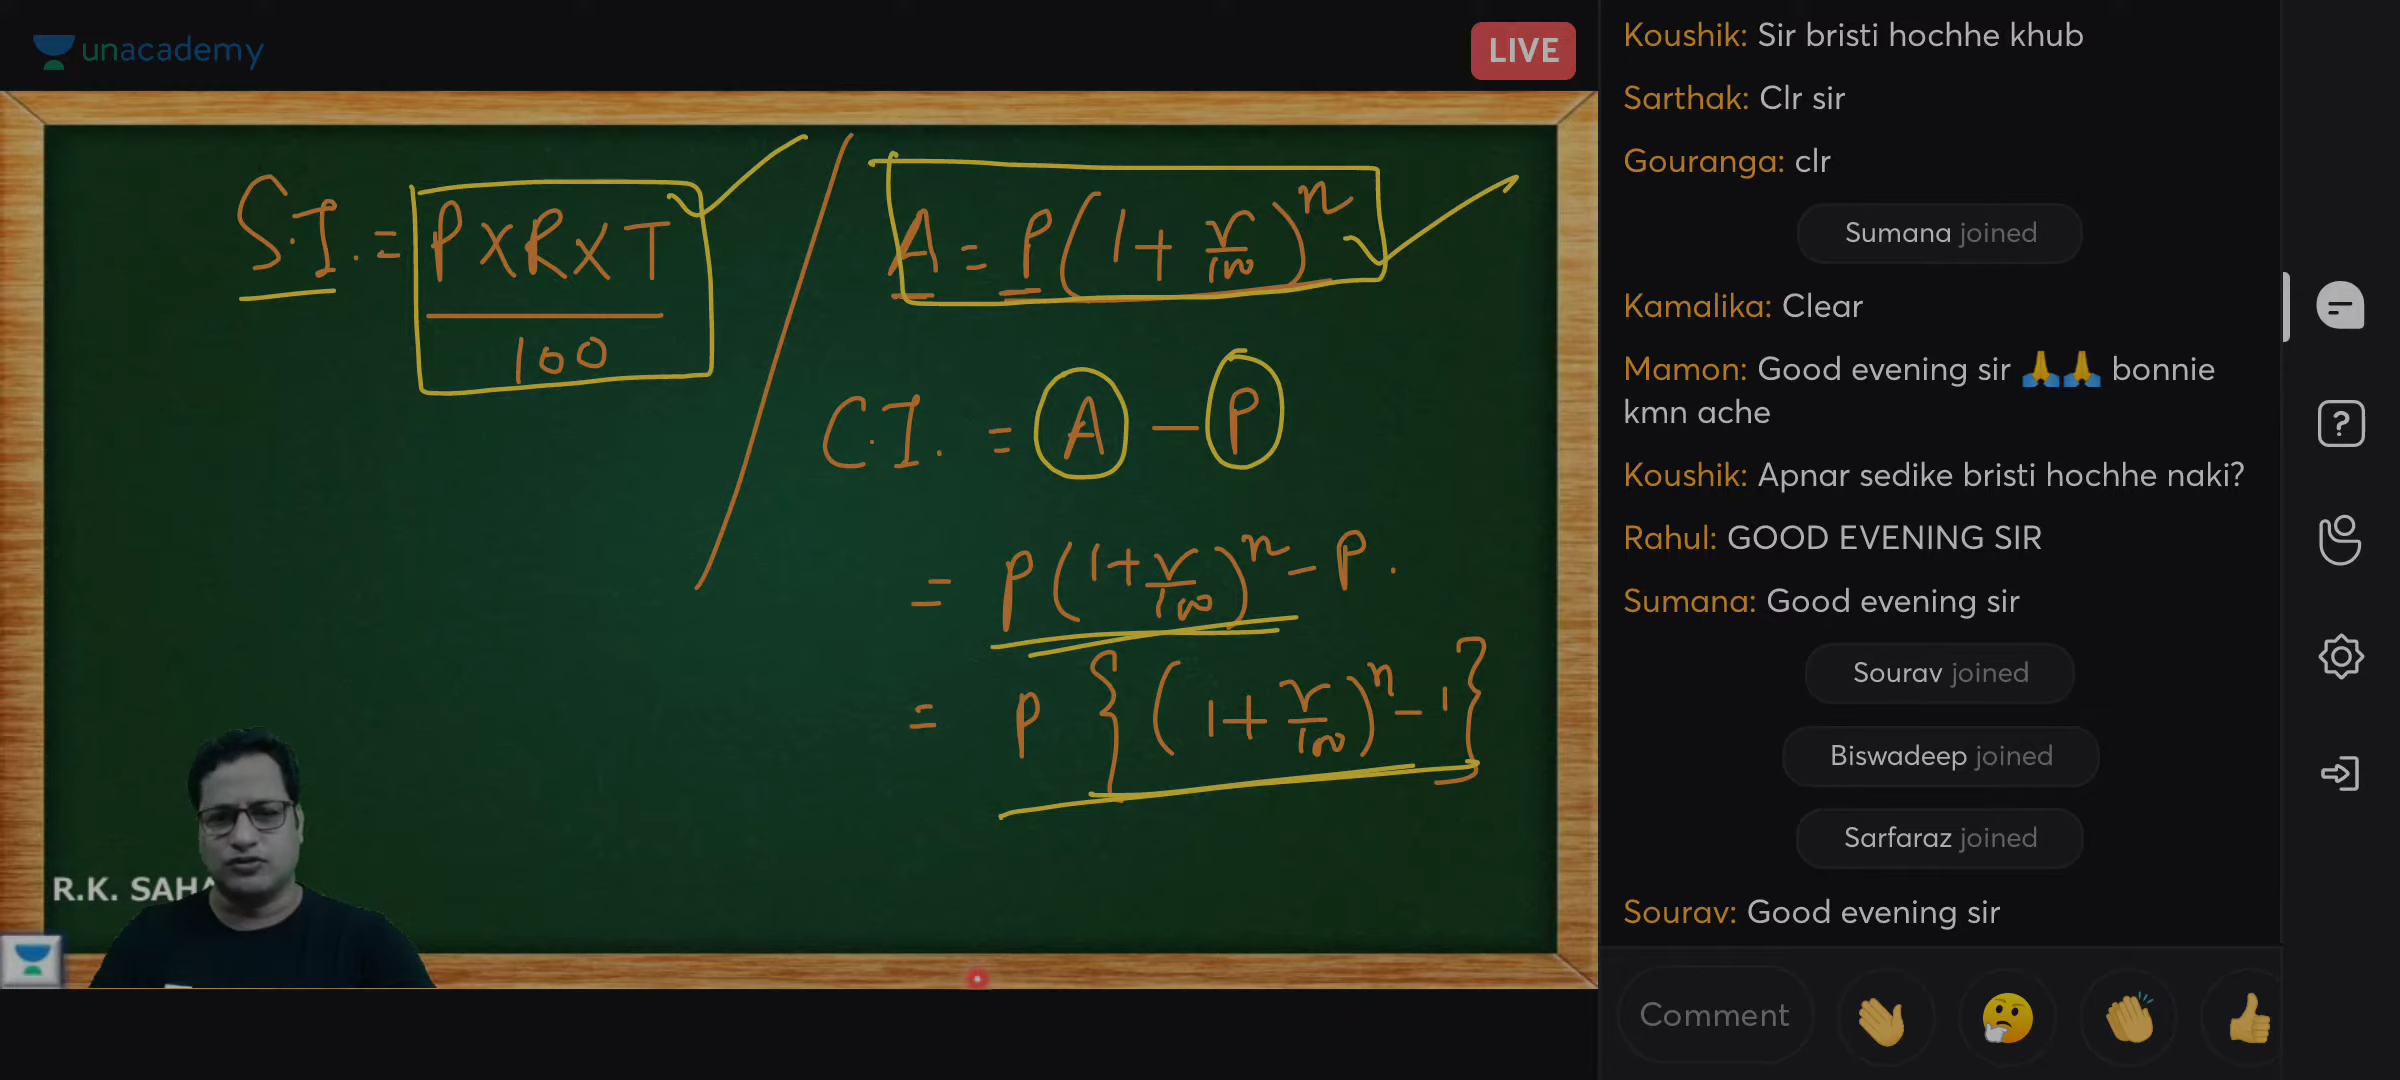 unacademy
LIVE
S.I. = P X R X T / 100
A = P(1 + r/100)^n
C.I. = A - P
= P(1 + r/100)^n - P.
= P {(1 + r/100)^n - 1}
R.K. SAHA
Koushik: Sir bristi hochhe khub
Sarthak: Clr sir
Gouranga: clr
Sumana joined
Kamalika: Clear
Mamon: Good evening sir 🙏🙏 bonnie
kmn ache
Koushik: Apnar sedike bristi hochhe naki?
Rahul: GOOD EVENING SIR
Sumana: Good evening sir
Sourav joined
Biswadeep joined
Sarfaraz joined
Sourav: Good evening sir
Comment